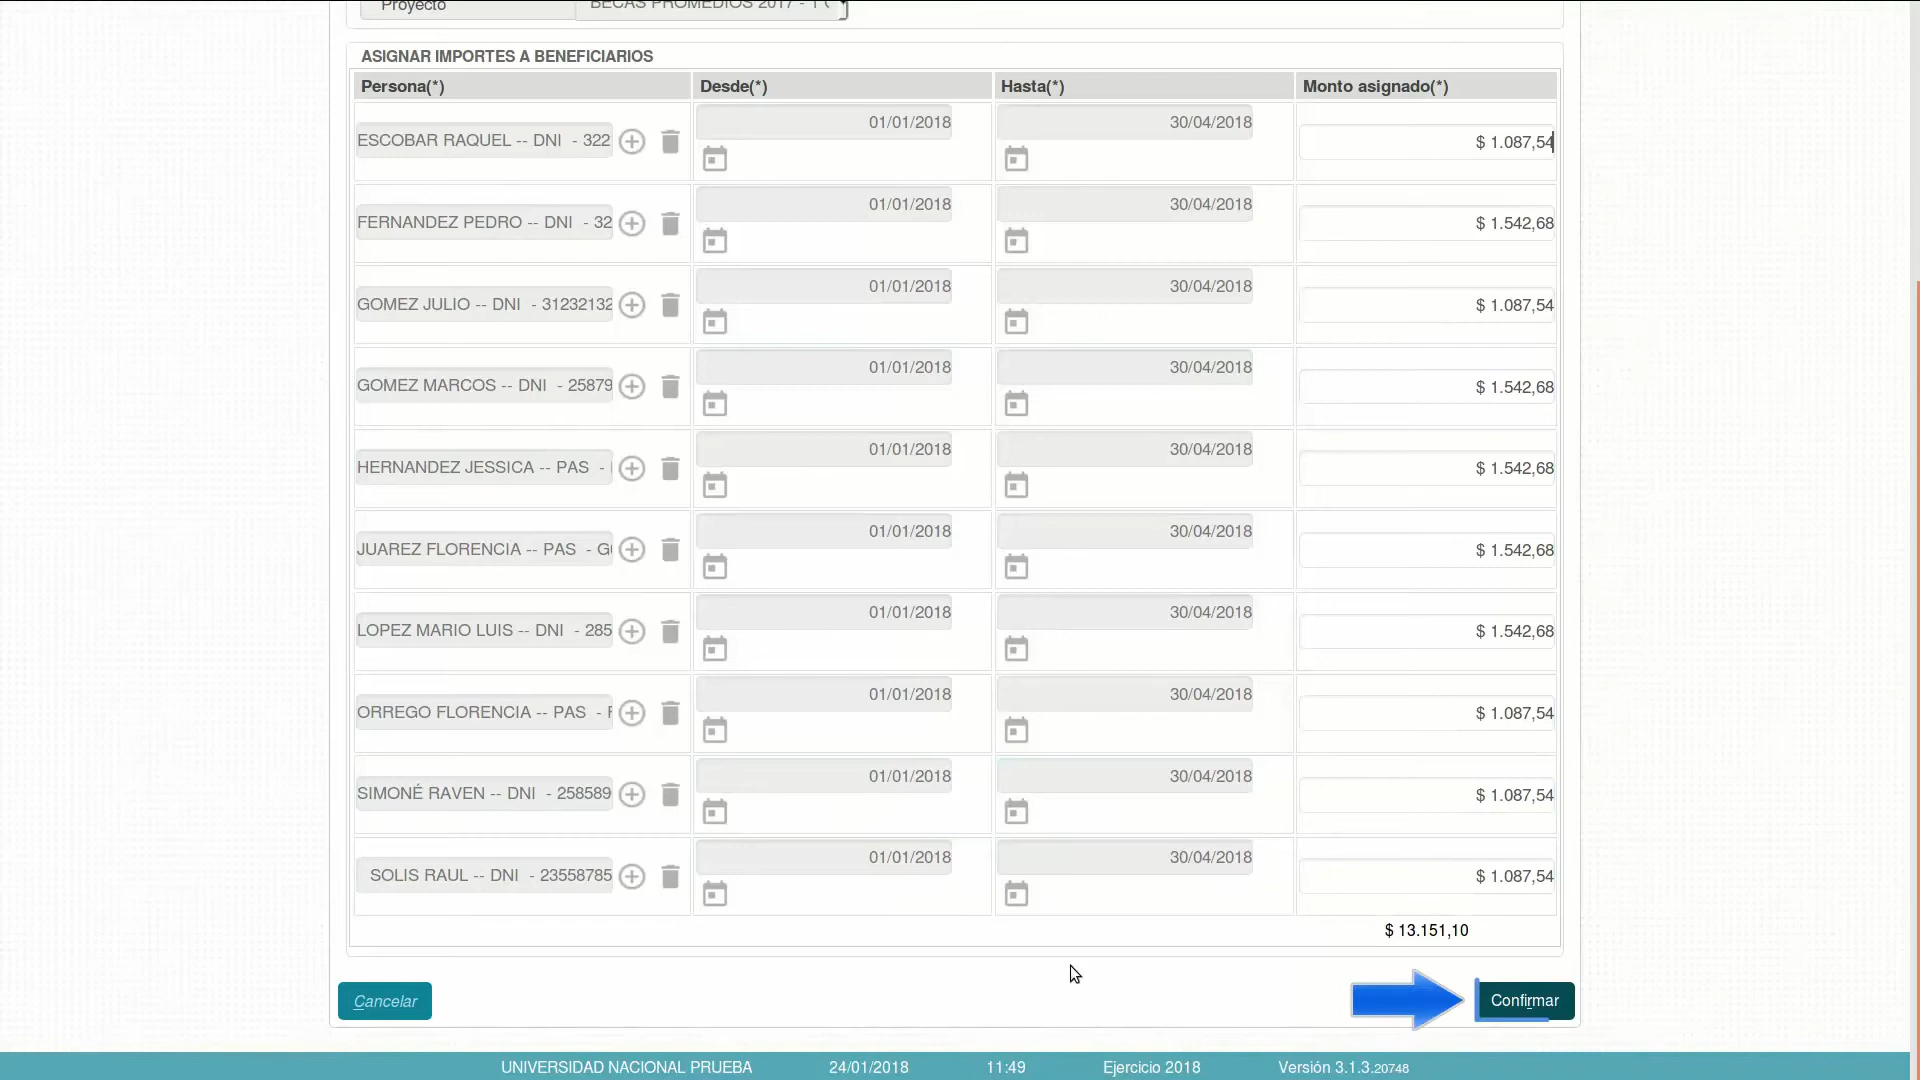 Proyecto BECAS PROMEDIOS 2017 - 1
ASIGNAR IMPORTES A BENEFICIARIOS
Persona(*) Desde(*) Hasta(*) Monto asignado(*)
ESCOBAR RAQUEL -- DNI - 322 01/01/2018 30/04/2018 $ 1.087,54
FERNANDEZ PEDRO -- DNI - 32 01/01/2018 30/04/2018 $ 1.542,68
GOMEZ JULIO -- DNI - 31232132 01/01/2018 30/04/2018 $ 1.087,54
GOMEZ MARCOS -- DNI - 25879 01/01/2018 30/04/2018 $ 1.542,68
HERNANDEZ JESSICA -- PAS - 01/01/2018 30/04/2018 $ 1.542,68
JUAREZ FLORENCIA -- PAS - G 01/01/2018 30/04/2018 $ 1.542,68
LOPEZ MARIO LUIS -- DNI - 285 01/01/2018 30/04/2018 $ 1.542,68
ORREGO FLORENCIA -- PAS - 01/01/2018 30/04/2018 $ 1.087,54
SIMONÉ RAVEN -- DNI - 258589 01/01/2018 30/04/2018 $ 1.087,54
SOLIS RAUL -- DNI - 23558785 01/01/2018 30/04/2018 $ 1.087,54
$ 13.151,10
Cancelar Confirmar
UNIVERSIDAD NACIONAL PRUEBA 24/01/2018 11:49 Ejercicio 2018 Versión 3.1.3.20748